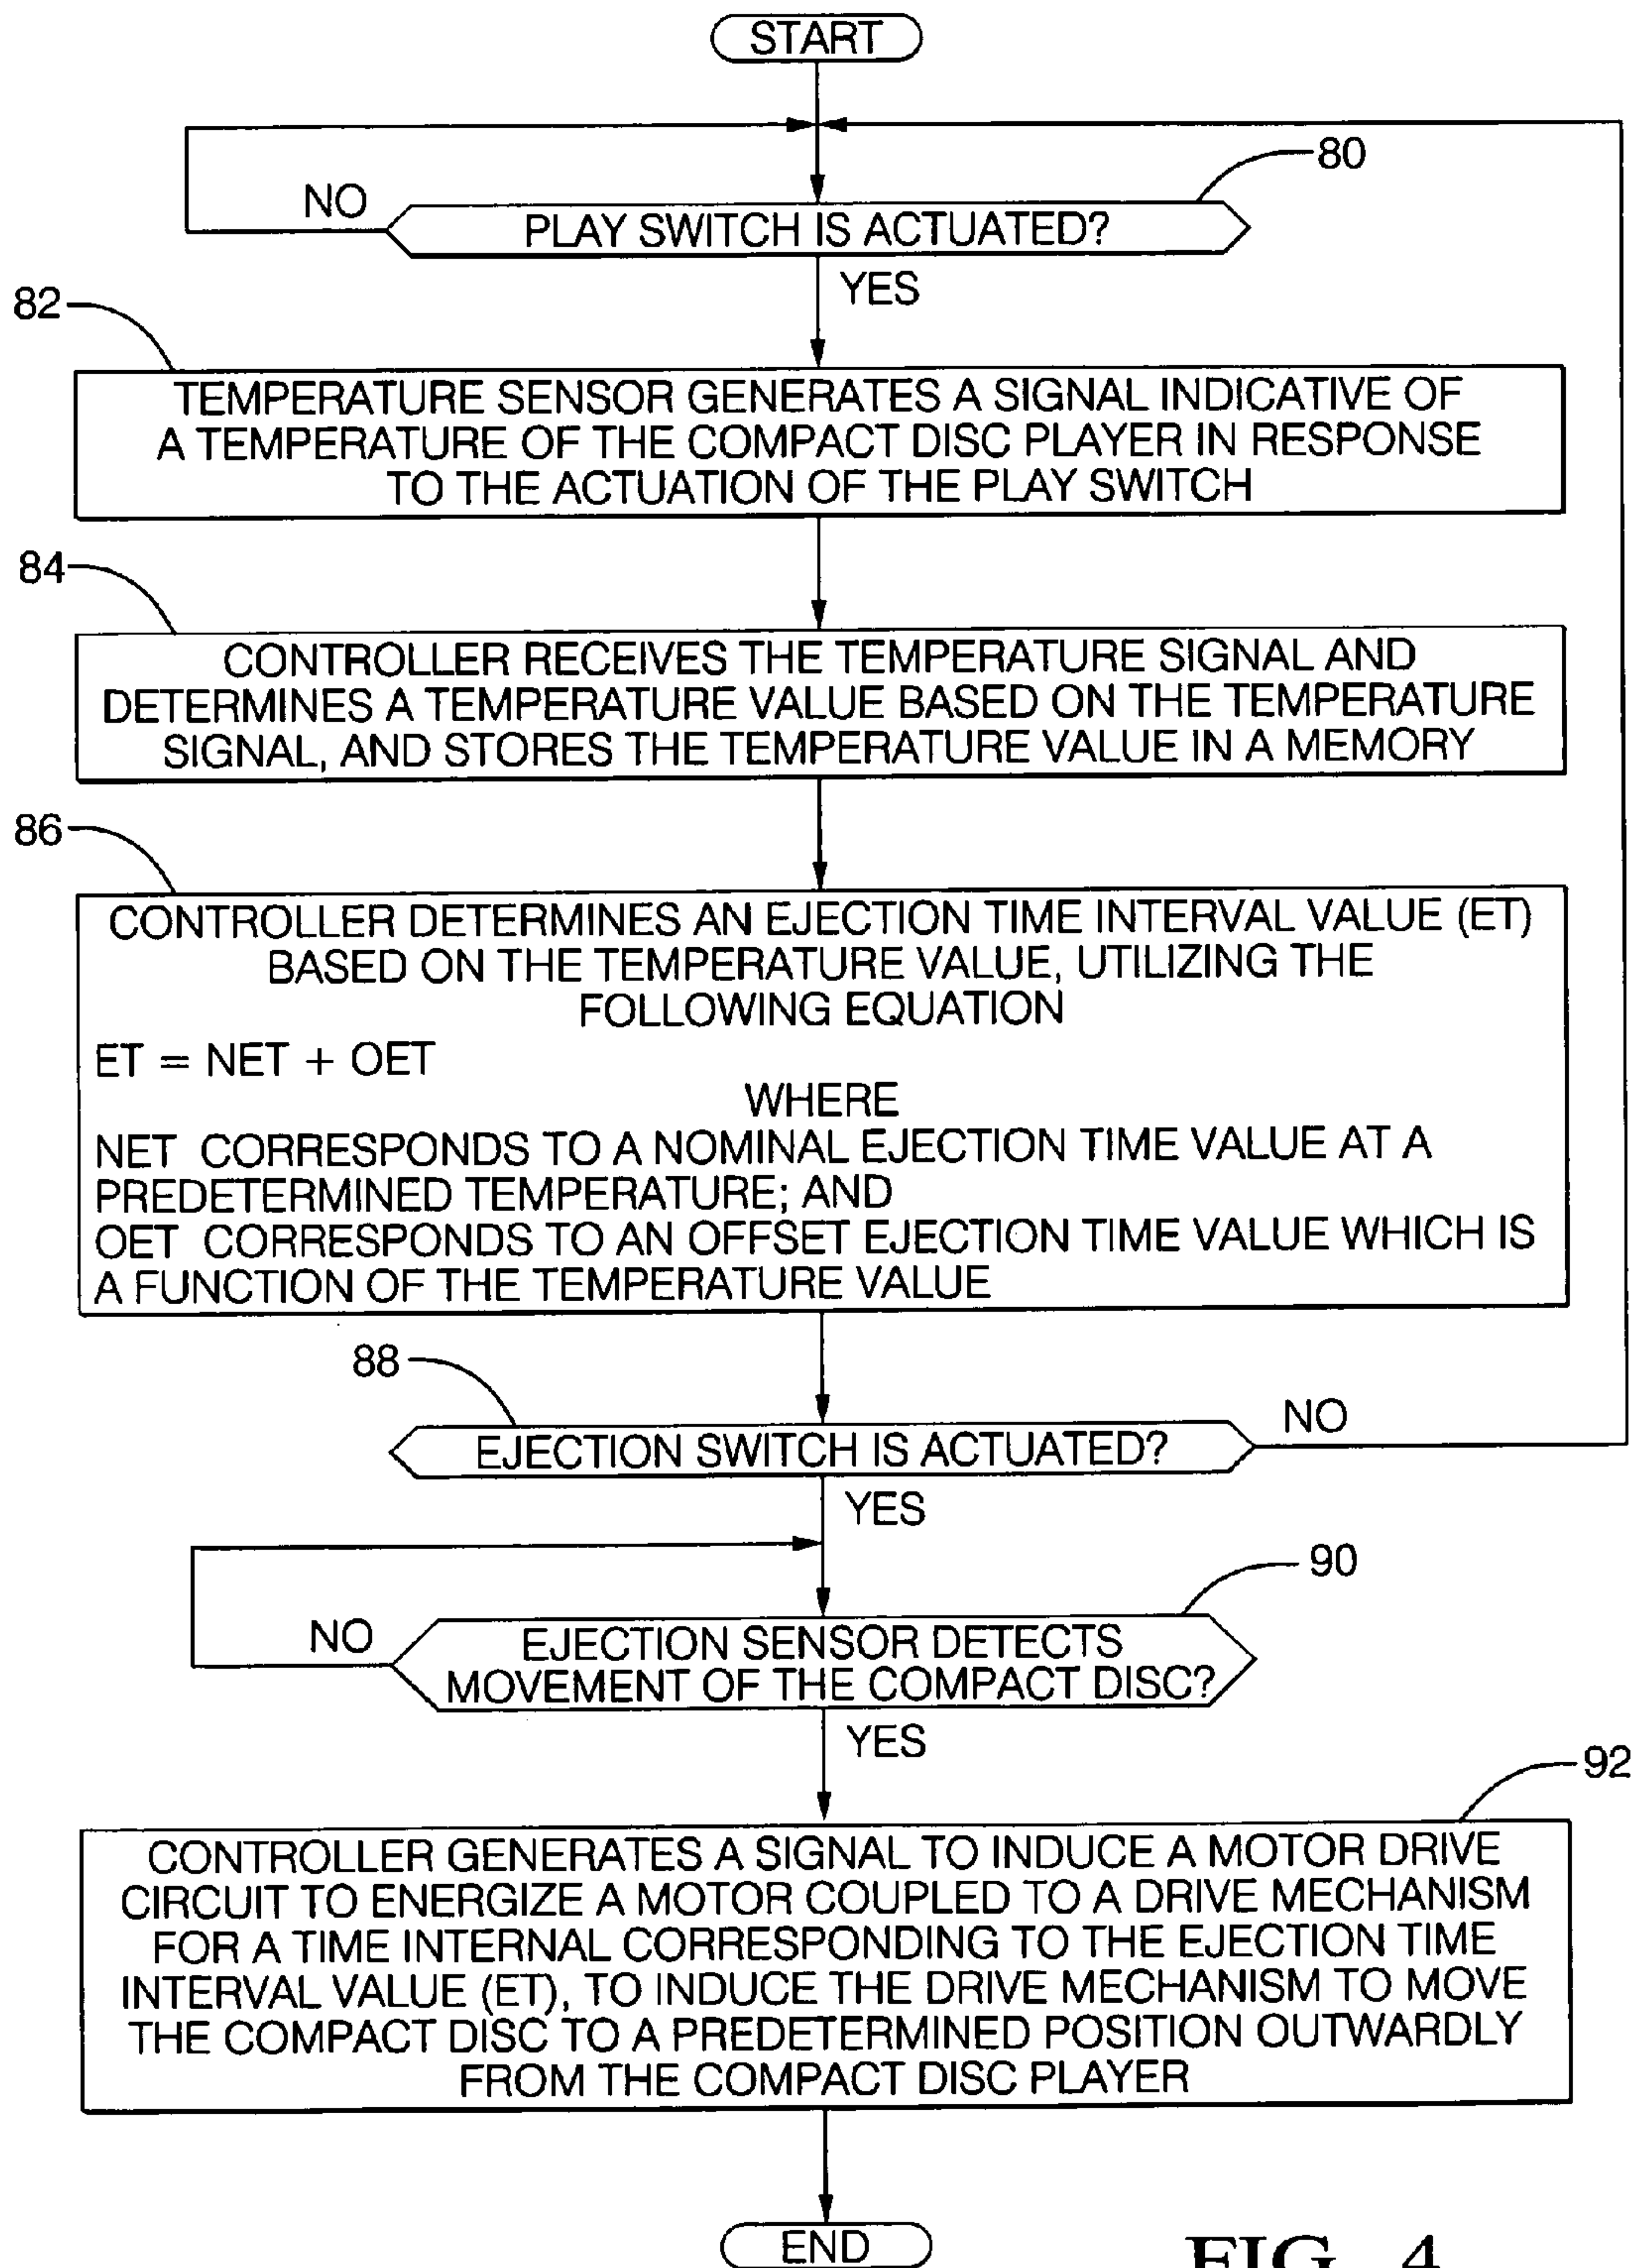 START
80
NO
PLAY SWITCH IS ACTUATED?
YES
82
TEMPERATURE SENSOR GENERATES A SIGNAL INDICATIVE OF
A TEMPERATURE OF THE COMPACT DISC PLAYER IN RESPONSE
TO THE ACTUATION OF THE PLAY SWITCH
84
CONTROLLER RECEIVES THE TEMPERATURE SIGNAL AND
DETERMINES A TEMPERATURE VALUE BASED ON THE TEMPERATURE
SIGNAL, AND STORES THE TEMPERATURE VALUE IN A MEMORY
86
CONTROLLER DETERMINES AN EJECTION TIME INTERVAL VALUE (ET)
BASED ON THE TEMPERATURE VALUE, UTILIZING THE
FOLLOWING EQUATION
ET = NET + OET
WHERE
NET CORRESPONDS TO A NOMINAL EJECTION TIME VALUE AT A
PREDETERMINED TEMPERATURE; AND
OET CORRESPONDS TO AN OFFSET EJECTION TIME VALUE WHICH IS
A FUNCTION OF THE TEMPERATURE VALUE
88
NO
EJECTION SWITCH IS ACTUATED?
YES
90
NO
EJECTION SENSOR DETECTS
MOVEMENT OF THE COMPACT DISC?
YES
92
CONTROLLER GENERATES A SIGNAL TO INDUCE A MOTOR DRIVE
CIRCUIT TO ENERGIZE A MOTOR COUPLED TO A DRIVE MECHANISM
FOR A TIME INTERNAL CORRESPONDING TO THE EJECTION TIME
INTERVAL VALUE (ET), TO INDUCE THE DRIVE MECHANISM TO MOVE
THE COMPACT DISC TO A PREDETERMINED POSITION OUTWARDLY
FROM THE COMPACT DISC PLAYER
END
FIG. 4